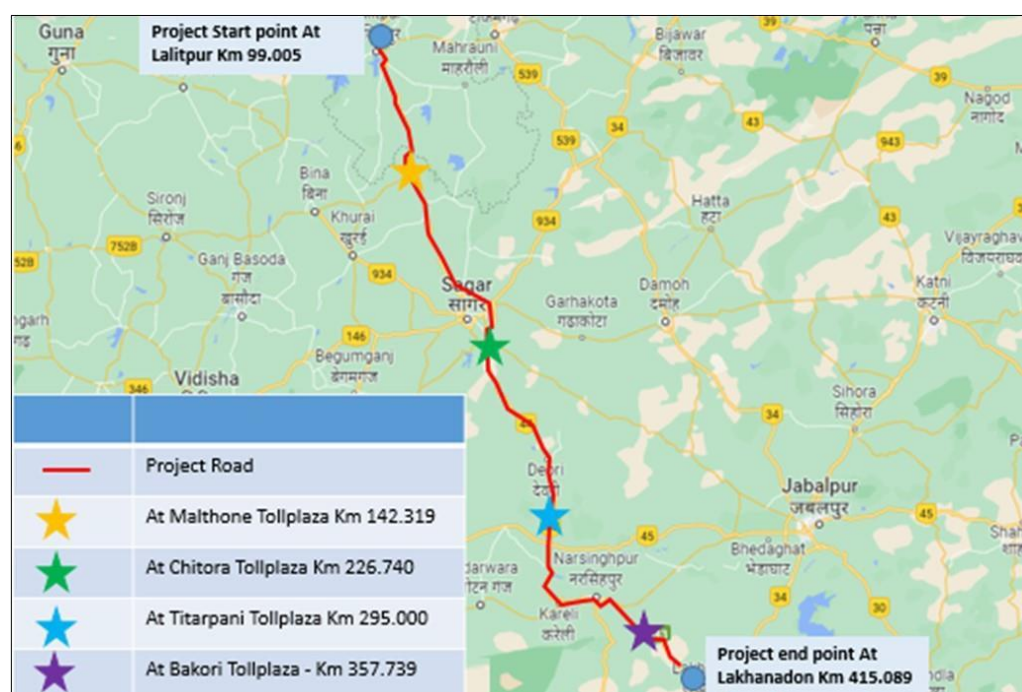 Project Start point At
Lalitpur Km 99.005
Guna
गुना
Mahrauni
माहरौली
Bijawar
बिजावर
पन्ना
39
539
39
Nagod
नागोद
34
43
943
539
Bina
बिना
Sironj
सिरोंज
Khurai
खुरई
Hatta
हटा
934
43
752B
Ganj Basoda
गंज
बासौदा
934
Sagar
सागर
Garhakota
गढ़ाकोटा
Damoh
दमोह
Katni
कटनी
Vijayragha
146
Begumganj
बेगमगंज
Vidisha
346
Sihora
सिहोरा
34
Deori
Jabalpur
जबलपुर
45
45
Bhedaghat
भेड़ाघाट
Narsinghpur
नरसिंहपुर
Kareli
करेली
34
30
Project Road
At Malthone Tollplaza Km 142.319
At Chitora Tollplaza Km 226.740
At Titarpani Tollplaza Km 295.000
At Bakori Tollplaza - Km 357.739
Project end point At
Lakhanadon Km 415.089